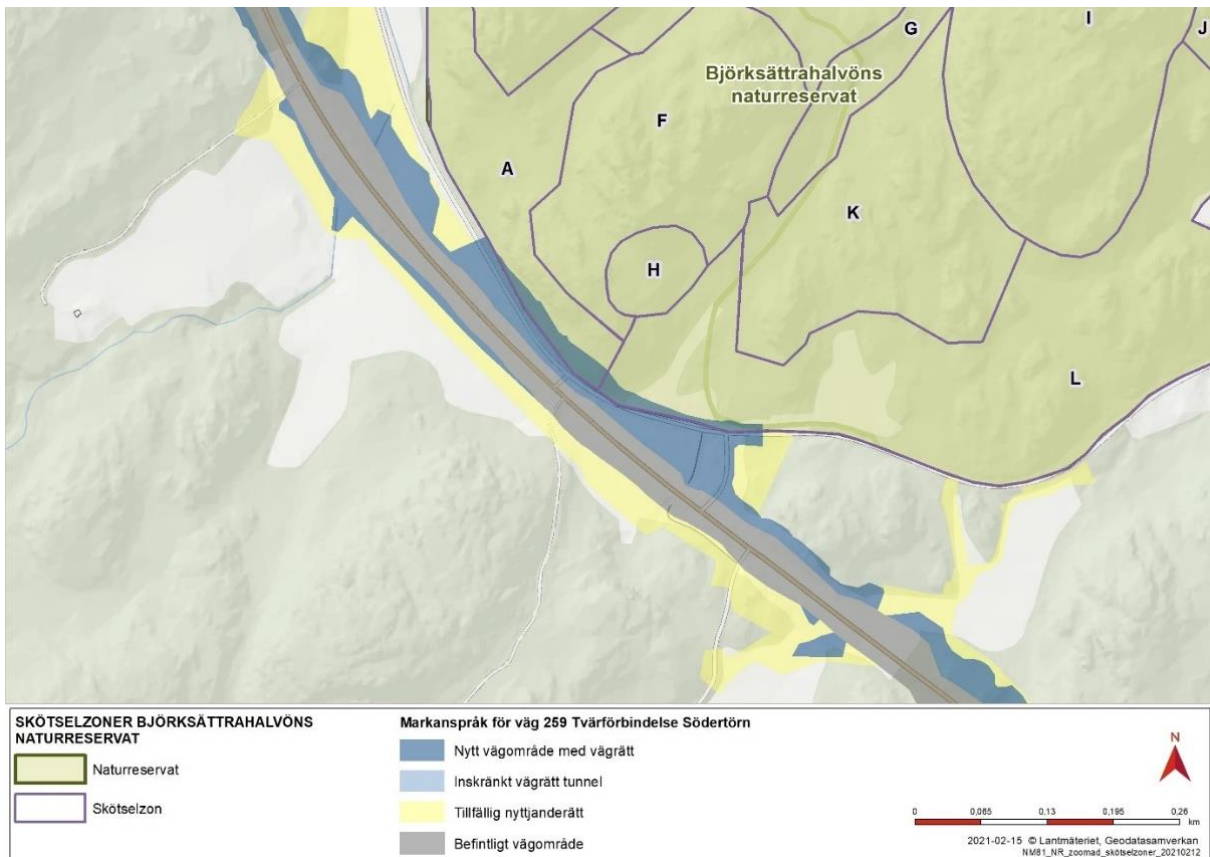 G
I
J
Björksättrahalvöns
naturreservat
F
A
K
H
L
SKÖTSELZONER BJÖRKSÄTTRAHALVÖNS
NATURRESERVAT
Naturreservat
Skötselzon
Markanspråk för väg 259 Tvärförbindelse Södertörn
Nytt vägområde med vägrätt
Inskränkt vägrätt tunnel
Tillfällig nyttjanderätt
Befintligt vägområde
N
0 0,065 0,13 0,195 0,26
km
2021-02-15 © Lantmäteriet, Geodatasamverkan
NM81_NR_zoomad_skötselzoner_20210212